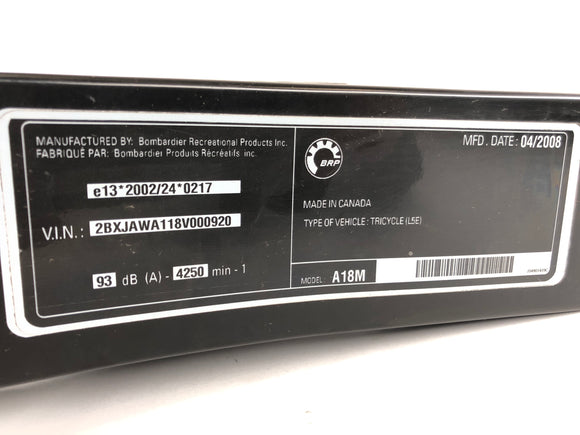 MANUFACTURED BY: Bombardier Recreational Products Inc.
FABRIQUÉ PAR: Bombardier Produits Récréatifs inc.
e13*2002/24*0217
V.I.N.: 2BXJAWA118V000920
93 dB (A) - 4250 min - 1
BRP
MFD. DATE: 04/2008
MADE IN CANADA
TYPE OF VEHICLE: TRICYCLE (L5E)
MODEL: A18M